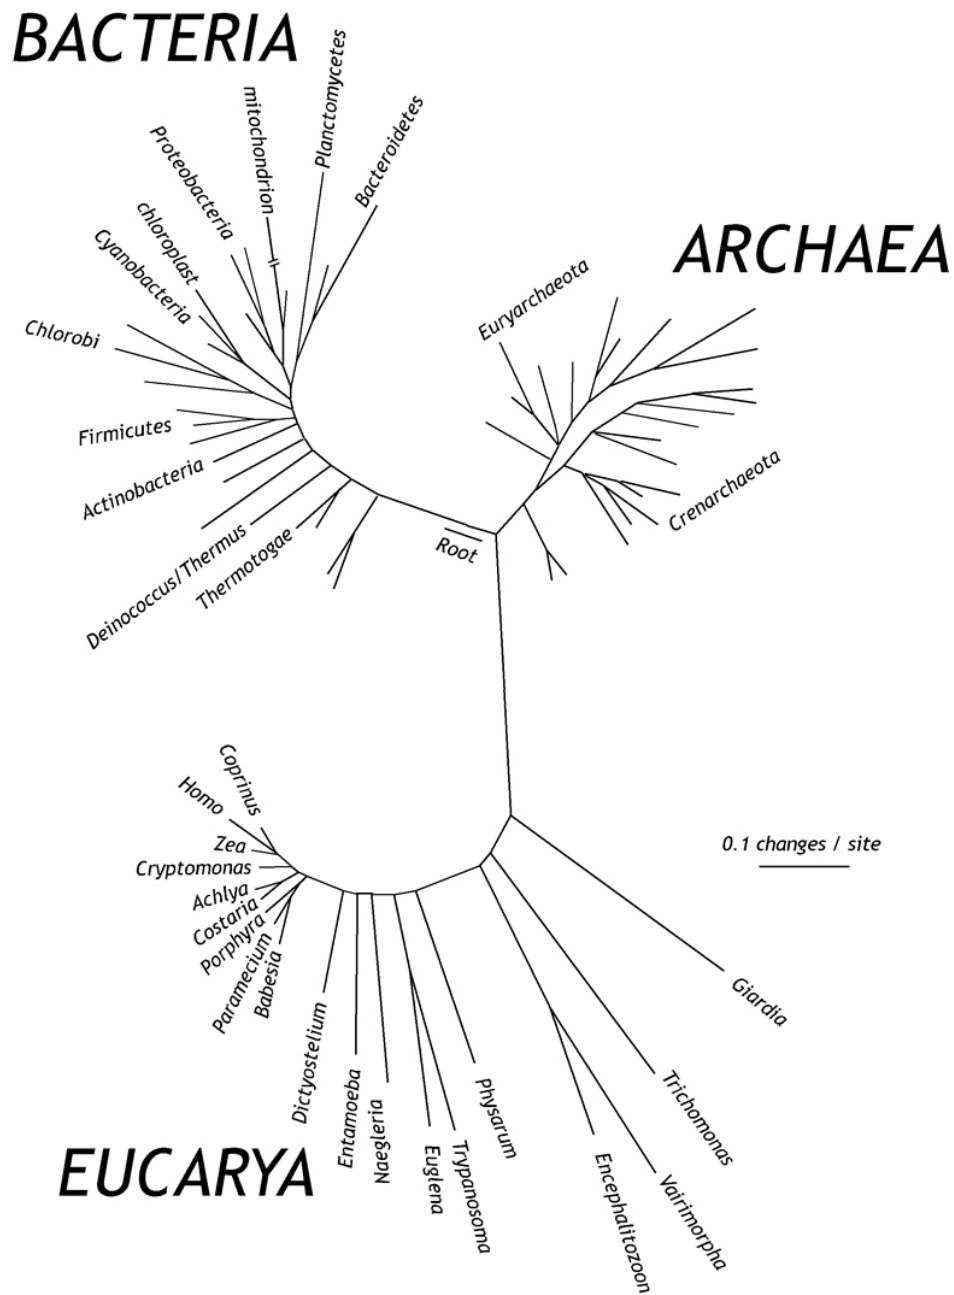 BACTERIA
Planctomycetes
mitochondrion
Bacteroidetes
Proteobacteria
chloroplast
Cyanobacteria
Chlorobi
Firmicutes
Actinobacteria
Deinococcus/Thermus
Thermotogae
Root
ARCHAEA
Euryarchaeota
Crenarchaeota
Coprinus
Homo
Zea
Cryptomonas
Achlya
Costaria
Porphyra
Paramecium
Babesia
Dictyostelium
Entamoeba
Naegleria
Euglena
Trypanosoma
Physarum
Encephalitozoon
Vairimorpha
Trichomonas
Giardia
0.1 changes / site
EUCARYA